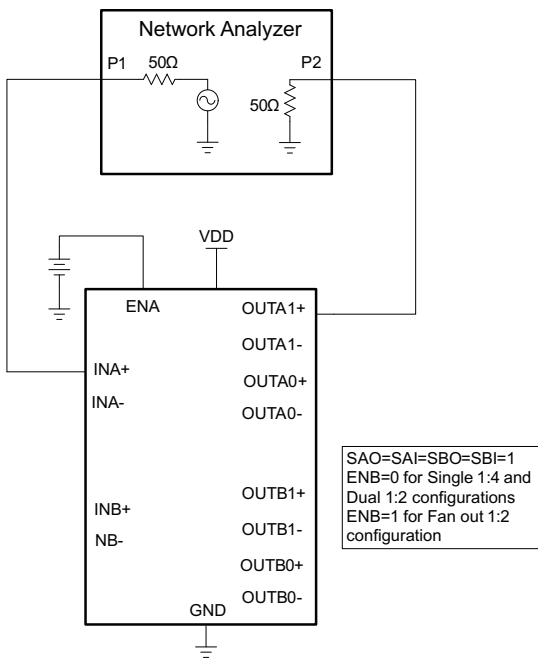 Network Analyzer
P1
50Ω
P2
50Ω
VDD
ENA
OUTA1+
OUTA1-
INA+
OUTA0+
INA-
OUTA0-
SAO=SAI=SBO=SBI=1
ENB=0 for Single 1:4 and
Dual 1:2 configurations
ENB=1 for Fan out 1:2
configuration
OUTB1+
INB+
OUTB1-
NB-
OUTB0+
OUTB0-
GND